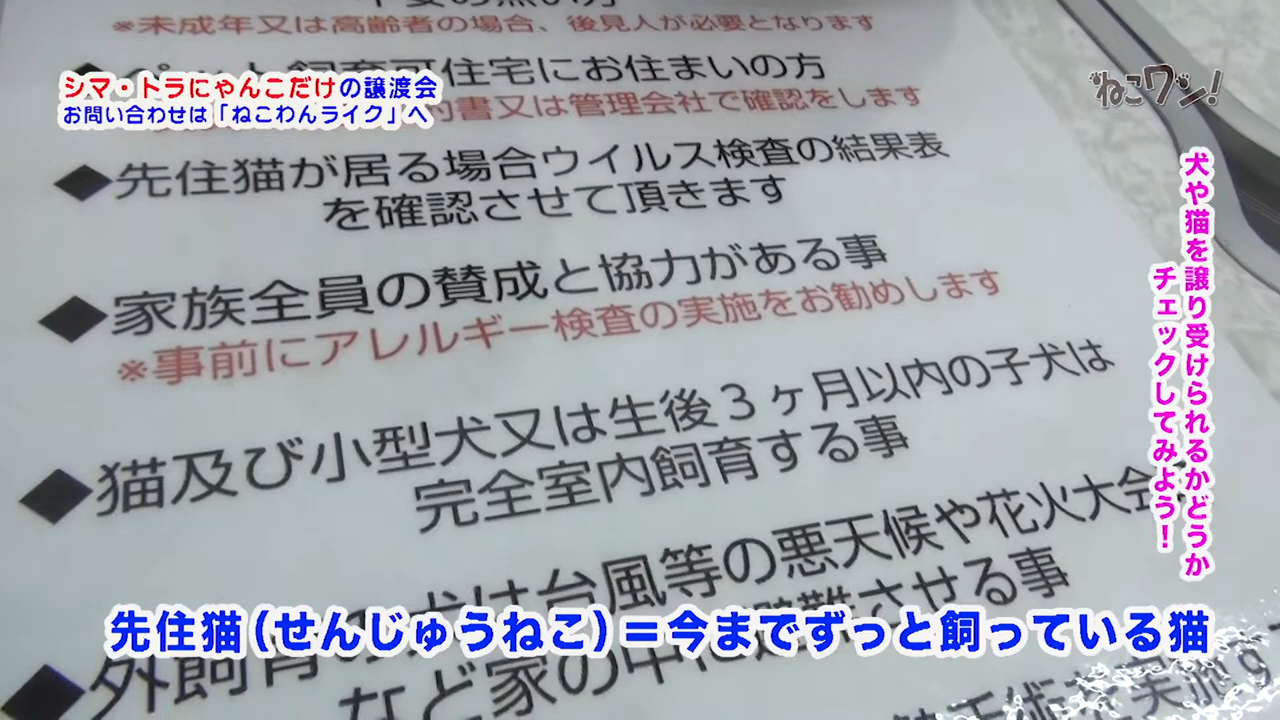 ※未成年又は高齢者の場合、後見人が必要となります
シマ・トラにゃんこだけの譲渡会
お問い合わせは「ねこわんライク」へ
住宅にお住まいの方
書又は管理会社で確認をします
ねこワン!
◆先住猫が居る場合ウイルス検査の結果表
を確認させて頂きます
◆家族全員の賛成と協力がある事
※事前にアレルギー検査の実施をお勧めします
◆猫及び小型犬又は生後3ヶ月以内の子犬は
完全室内飼育する事
犬や猫を譲り受けられるかどうか
チェックしてみよう!
◆外飼育の犬は台風等の悪天候や花火大会
など家の中に避難させる事
先住猫(せんじゅうねこ)=今までずっと飼っている猫